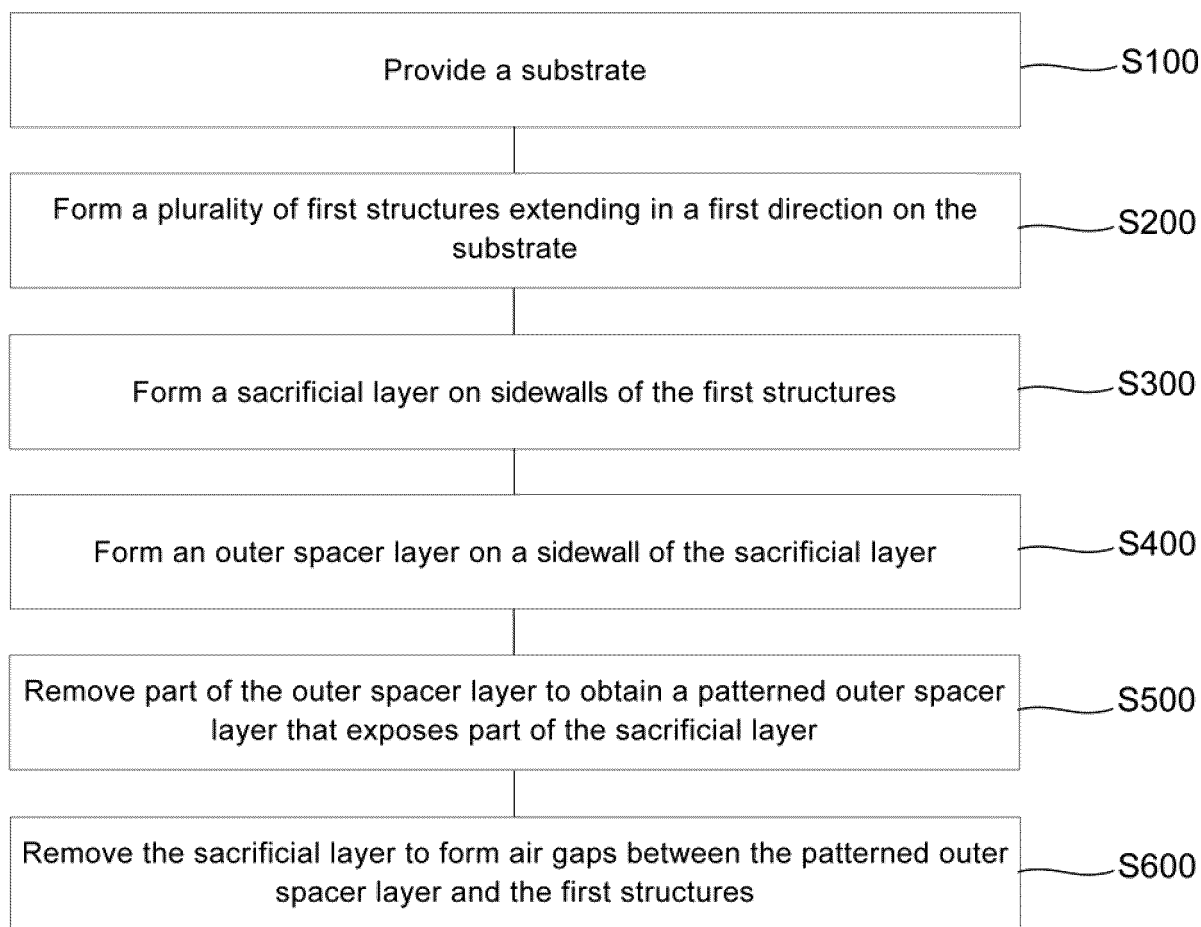 Provide a substrate
S100
Form a plurality of first structures extending in a first direction on the
substrate
S200
Form a sacrificial layer on sidewalls of the first structures
S300
Form an outer spacer layer on a sidewall of the sacrificial layer
S400
Remove part of the outer spacer layer to obtain a patterned outer spacer
layer that exposes part of the sacrificial layer
S500
Remove the sacrificial layer to form air gaps between the patterned outer
spacer layer and the first structures
S600